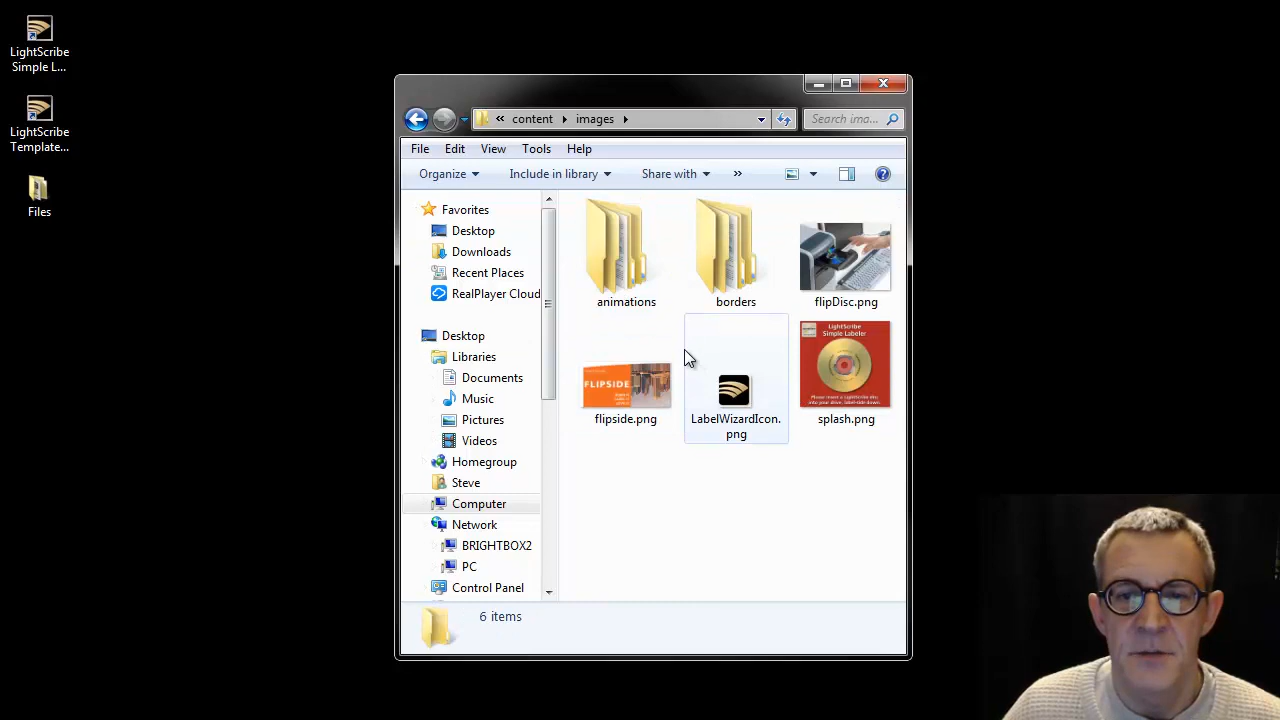 LightScribe
Simple L...
LightScribe
Template...
Files
« content images
Search ima...
File Edit View Tools Help
Organize Include in library Share with »
Favorites
Desktop
Downloads
Recent Places
RealPlayer Cloud
Desktop
Libraries
Documents
Music
Pictures
Videos
Homegroup
Steve
Computer
Network
BRIGHTBOX2
PC
Control Panel
animations
borders
flipDisc.png
FLIPSIDE
flipside.png
LabelWizardIcon.
png
LightScribe
Simple Labeler
splash.png
6 items